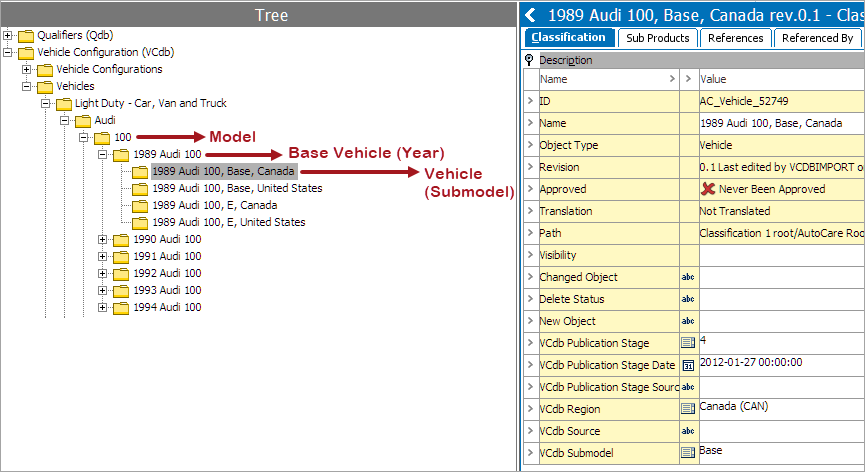 Tree
Qualifiers (Qdb)
Vehicle Configuration (VCdb)
Vehicle Configurations
Vehicles
Light Duty - Car, Van and Truck
Audi
100
Model
1989 Audi 100
Base Vehicle (Year)
1989 Audi 100, Base, Canada
Vehicle
(Submodel)
1989 Audi 100, Base, United States
1989 Audi 100, E, Canada
1989 Audi 100, E, United States
1990 Audi 100
1991 Audi 100
1992 Audi 100
1993 Audi 100
1994 Audi 100
1989 Audi 100, Base, Canada rev.0.1 - Clas
Classification Sub Products References Referenced By
Description
Name > > Value
> ID AC_Vehicle_52749
> Name 1989 Audi 100, Base, Canada
> Object Type Vehicle
> Revision 0.1 Last edited by VCDBIMPORT o
> Approved Never Been Approved
> Translation Not Translated
> Path Classification 1 root/AutoCare Roo
> Visibility
> Changed Object abc
> Delete Status abc
> New Object abc
> VCdb Publication Stage 4
> VCdb Publication Stage Date 31 2012-01-27 00:00:00
> VCdb Publication Stage Sourc abc
> VCdb Region Canada (CAN)
> VCdb Source abc
> VCdb Submodel Base